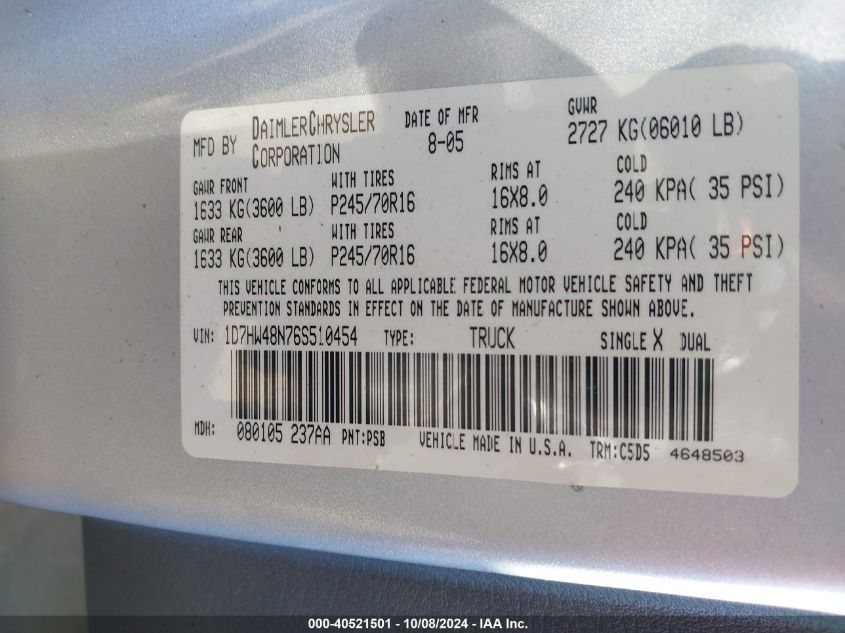 MFD BY DAIMLERCHRYSLER CORPORATION DATE OF MFR 8-05 GVWR 2727 KG(06010 LB)
GAWR FRONT WITH TIRES RIMS AT COLD
1633 KG(3600 LB) P245/70R16 16X8.0 240 KPA( 35 PSI)
GAWR REAR WITH TIRES RIMS AT COLD
1633 KG(3600 LB) P245/70R16 16X8.0 240 KPA( 35 PSI)
THIS VEHICLE CONFORMS TO ALL APPLICABLE FEDERAL MOTOR VEHICLE SAFETY AND THEFT
PREVENTION STANDARDS IN EFFECT ON THE DATE OF MANUFACTURE SHOWN ABOVE.
VIN: 1D7HW48N76S510454 TYPE: TRUCK SINGLE X DUAL
MDH: 080105 237AA PNT:PSB VEHICLE MADE IN U.S.A. TRM:C5D5 4648503
000-40521501 - 10/08/2024 - IAA Inc.